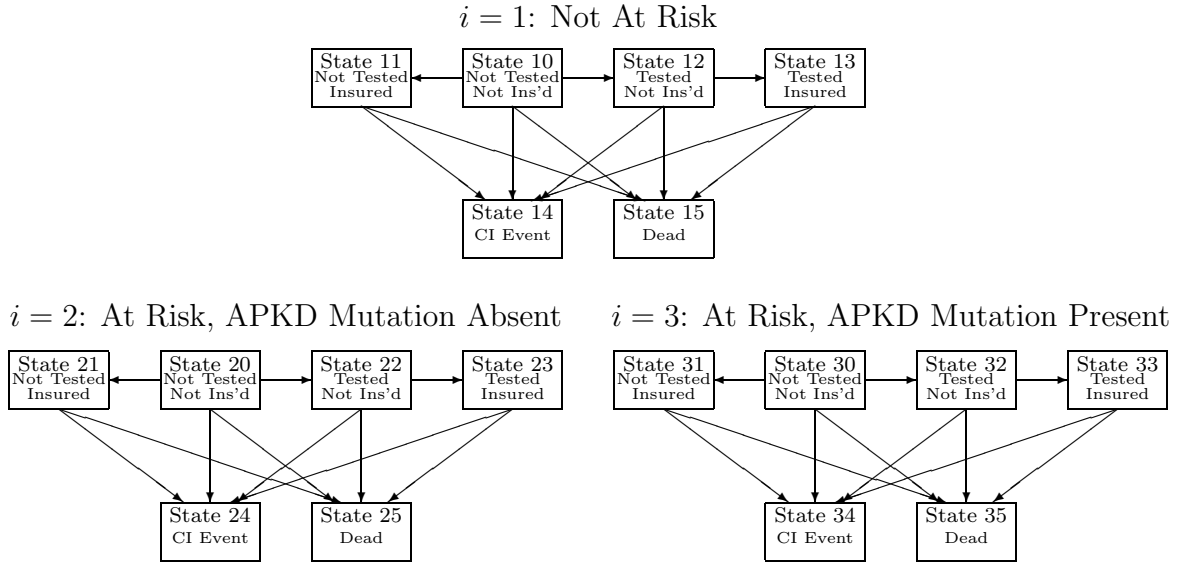 i = 1: Not At Risk
State 11
Not Tested
Insured
State 10
Not Tested
Not Ins'd
State 12
Tested
Not Ins'd
State 13
Tested
Insured
State 14
CI Event
State 15
Dead
i = 2: At Risk, APKD Mutation Absent
State 21
Not Tested
Insured
State 20
Not Tested
Not Ins'd
State 22
Tested
Not Ins'd
State 23
Tested
Insured
State 24
CI Event
State 25
Dead
i = 3: At Risk, APKD Mutation Present
State 31
Not Tested
Insured
State 30
Not Tested
Not Ins'd
State 32
Tested
Not Ins'd
State 33
Tested
Insured
State 34
CI Event
State 35
Dead